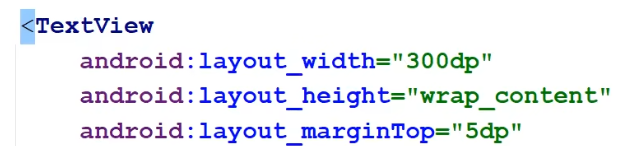 <TextView
android:layout_width="300dp"
android:layout_height="wrap_content"
android:layout_marginTop="5dp"